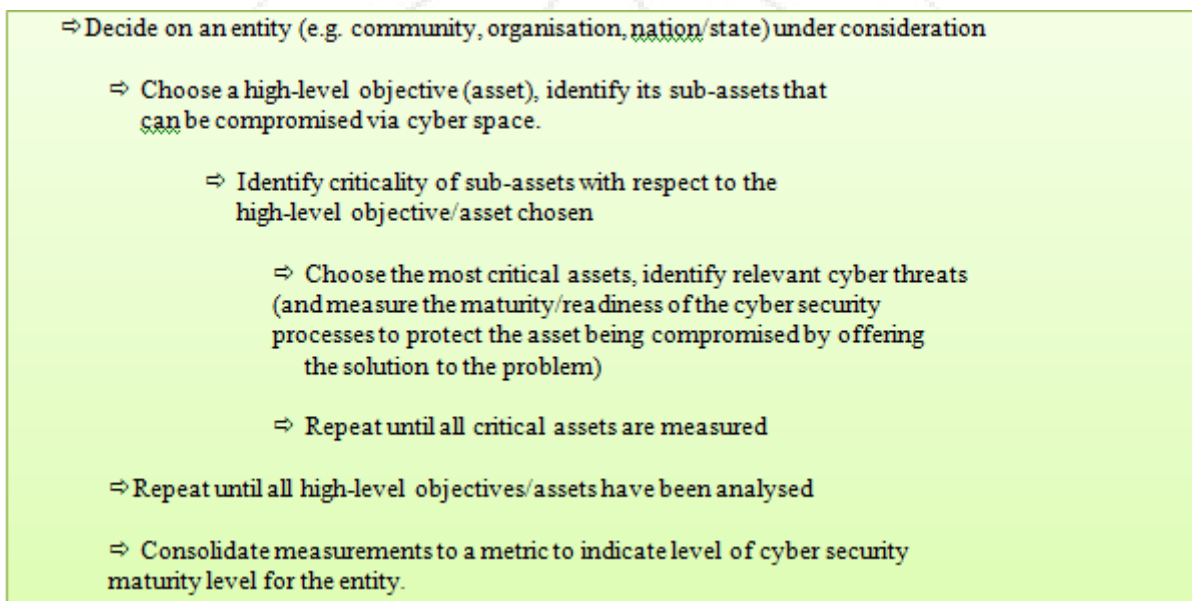 ⇨Decide on an entity (e.g. community, organisation, nation/state) under consideration
⇨ Choose a high-level objective (asset), identify its sub-assets that
can be compromised via cyber space.
⇨ Identify criticality of sub-assets with respect to the
high-level objective/asset chosen
⇨ Choose the most critical assets, identify relevant cyber threats
(and measure the maturity/readiness of the cyber security
processes to protect the asset being compromised by offering
the solution to the problem)
⇨ Repeat until all critical assets are measured
⇨Repeat until all high-level objectives/assets have been analysed
⇨ Consolidate measurements to a metric to indicate level of cyber security
maturity level for the entity.